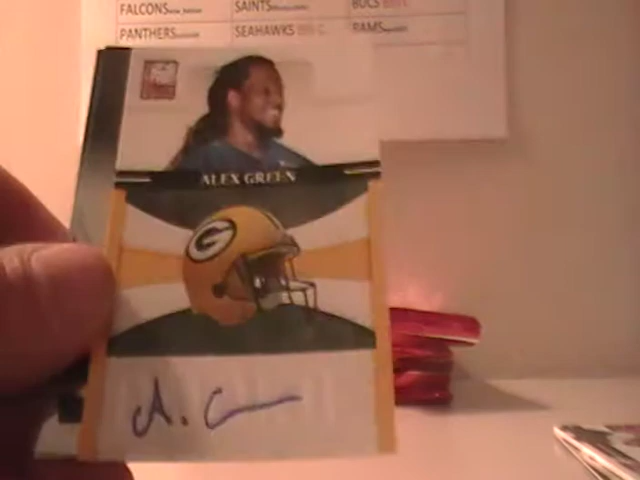 FALCONS SAINTS BUCS
PANTHERS SEAHAWKS RAMS
ALEX GREEN
G
A. G